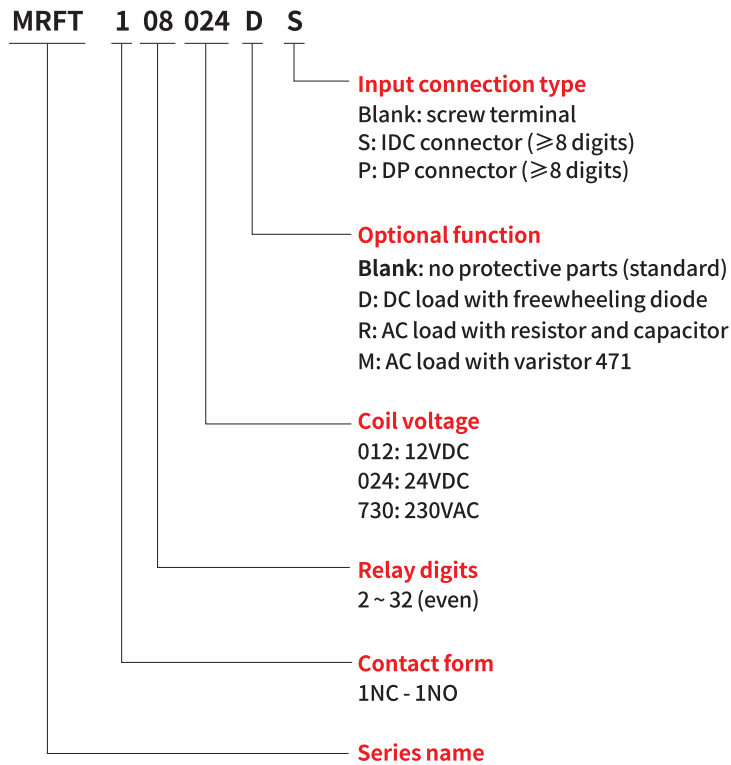 MRFT 1 08 024 D S
Input connection type
Blank: screw terminal
S: IDC connector (⩾8 digits)
P: DP connector (⩾8 digits)
Optional function
Blank: no protective parts (standard)
D: DC load with freewheeling diode
R: AC load with resistor and capacitor
M: AC load with varistor 471
Coil voltage
012: 12VDC
024: 24VDC
730: 230VAC
Relay digits
2 ~ 32 (even)
Contact form
1NC - 1NO
Series name